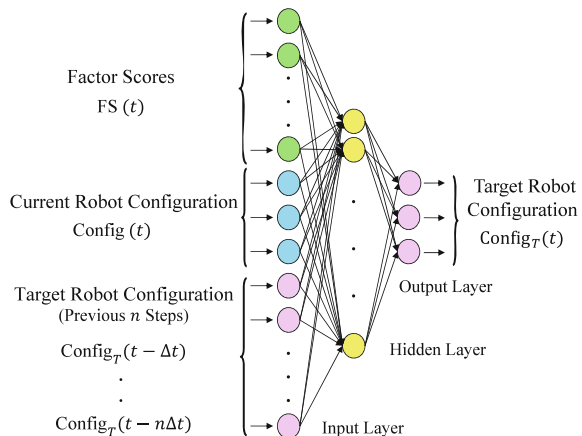 Factor Scores
FS (t)
Current Robot Configuration
Config (t)
Target Robot Configuration
(Previous n Steps)
Config_T(t − Δt)
.
.
Config_T(t − nΔt)
Input Layer
Hidden Layer
Output Layer
Target Robot
Configuration
Config_T(t)